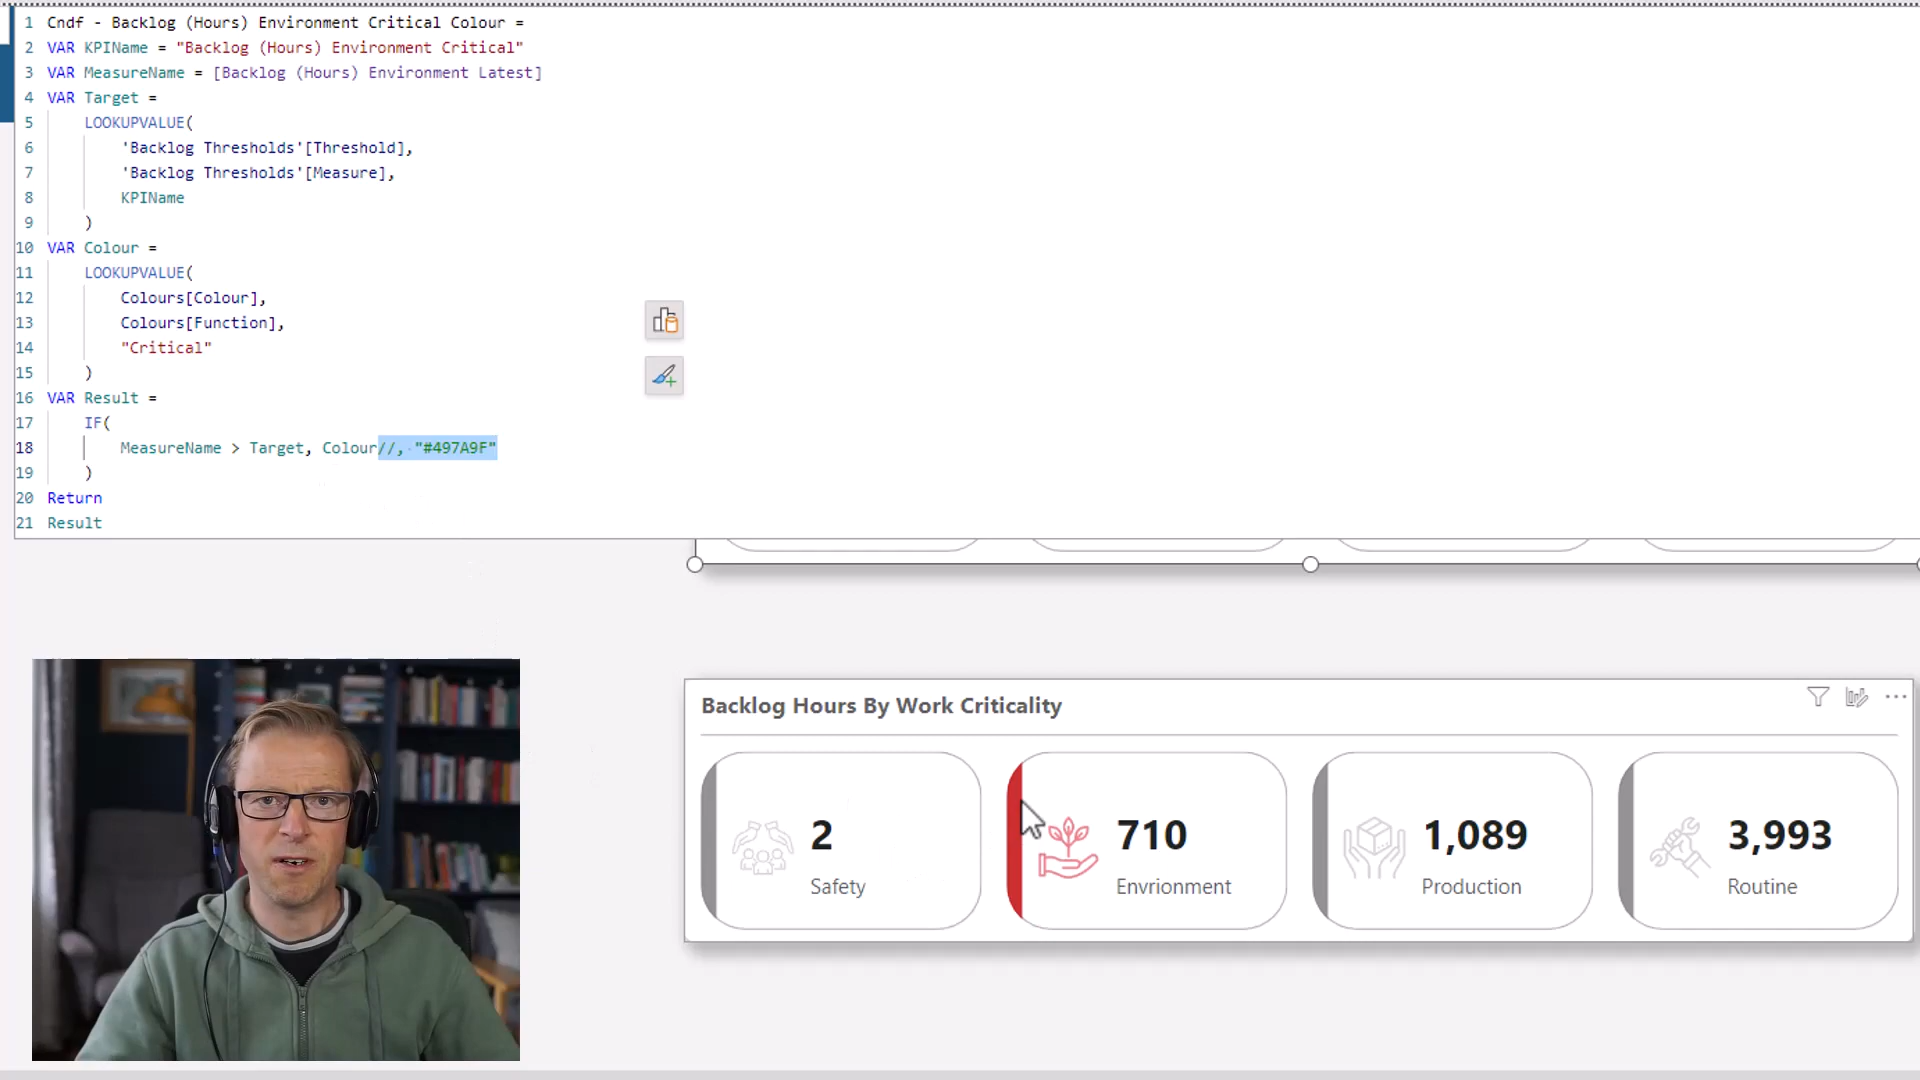 1 Cndf - Backlog (Hours) Environment Critical Colour =
2 VAR KPIName = "Backlog (Hours) Environment Critical"
3 VAR MeasureName = [Backlog (Hours) Environment Latest]
4 VAR Target =
5 LOOKUPVALUE(
6 'Backlog Thresholds'[Threshold],
7 'Backlog Thresholds'[Measure],
8 KPIName
9 )
10 VAR Colour =
11 LOOKUPVALUE(
12 Colours[Colour],
13 Colours[Function],
14 "Critical"
15 )
16 VAR Result =
17 IF(
18 MeasureName > Target, Colour//, "#497A9F"
19 )
20 Return
21 Result
Backlog Hours By Work Criticality
2
Safety
710
Envrionment
1,089
Production
3,993
Routine